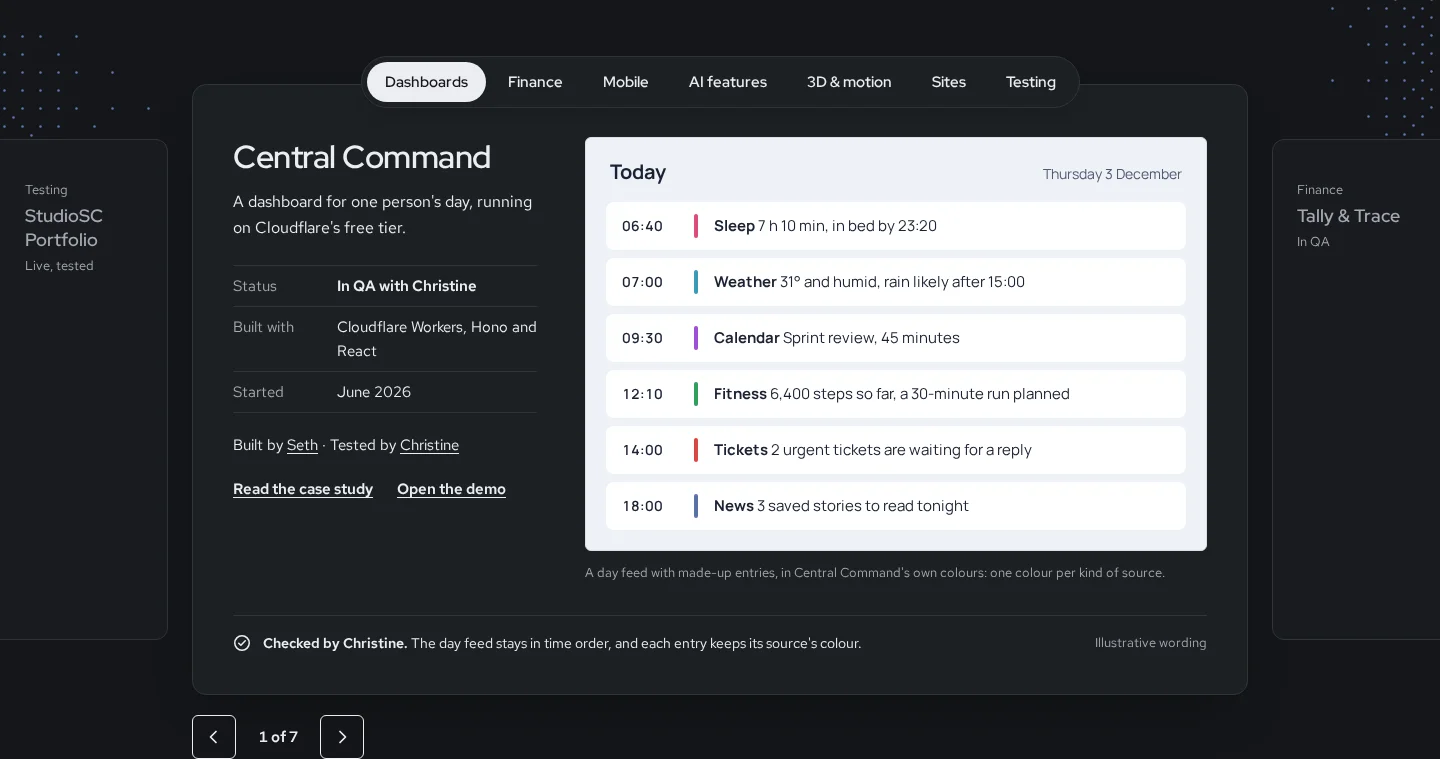 Dashboards
Finance
Mobile
AI features
3D & motion
Sites
Testing
Testing
StudioSC
Portfolio
Live, tested
Central Command
A dashboard for one person's day, running
on Cloudflare's free tier.
Status In QA with Christine
Built with Cloudflare Workers, Hono and
React
Started June 2026
Built by Seth · Tested by Christine
Read the case study Open the demo
Today Thursday 3 December
06:40 Sleep 7 h 10 min, in bed by 23:20
07:00 Weather 31° and humid, rain likely after 15:00
09:30 Calendar Sprint review, 45 minutes
12:10 Fitness 6,400 steps so far, a 30-minute run planned
14:00 Tickets 2 urgent tickets are waiting for a reply
18:00 News 3 saved stories to read tonight
A day feed with made-up entries, in Central Command's own colours: one colour per kind of source.
Checked by Christine. The day feed stays in time order, and each entry keeps its source's colour.
Illustrative wording
Finance
Tally & Trace
In QA
1 of 7